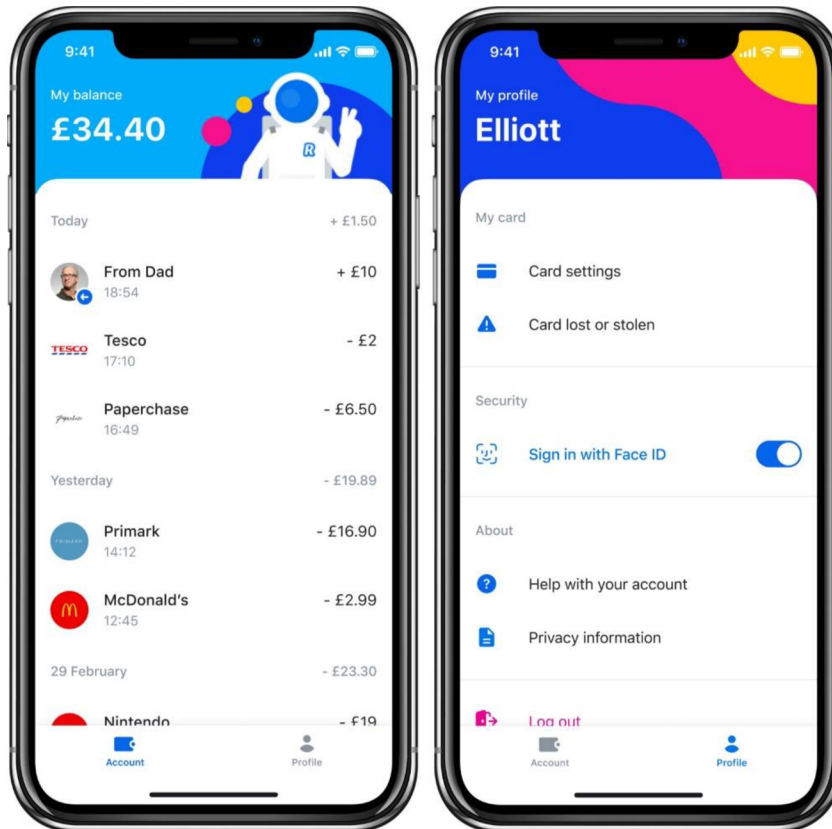 9:41
My balance
£34.40
R
Today + £1.50
From Dad + £10
18:54
TESCO
Tesco - £2
17:10
Paperchase
Paperchase - £6.50
16:49
Yesterday - £19.89
PRIMARK
Primark - £16.90
14:12
McDonald's - £2.99
12:45
29 February - £23.30
Nintendo - £19
Account Profile
9:41
My profile
Elliott
My card
Card settings
Card lost or stolen
Security
Sign in with Face ID
About
Help with your account
Privacy information
Log out
Account Profile